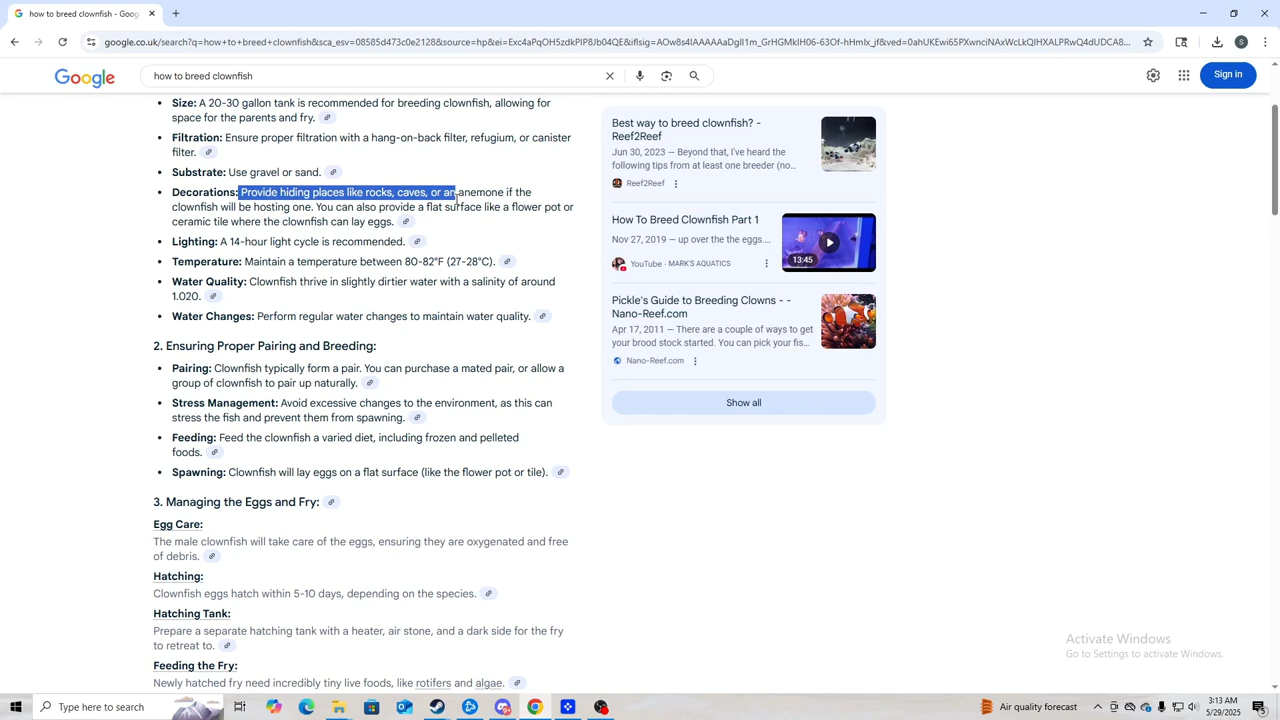 how to breed clownfish - Goog
google.co.uk/search?q=how+to+breed+clownfish&sca_esv=08585d473c0e2128&source=hp&ei=Exc4aPqOH5zdkPIP8Jb04QE&iflsig=
S
Google
how to breed clownfish
Sign in
• Size: A 20-30 gallon tank is recommended for breeding clownfish, allowing for
space for the parents and fry.
• Filtration: Ensure proper filtration with a hang-on-back filter, refugium, or canister
filter.
• Substrate: Use gravel or sand.
• Decorations: Provide hiding places like rocks, caves, or an anemone if the
clownfish will be hosting one. You can also provide a flat surface like a flower pot or
ceramic tile where the clownfish can lay eggs.
• Lighting: A 14-hour light cycle is recommended.
• Temperature: Maintain a temperature between 80-82°F (27-28°C).
• Water Quality: Clownfish thrive in slightly dirtier water with a salinity of around
1.020.
• Water Changes: Perform regular water changes to maintain water quality.
2. Ensuring Proper Pairing and Breeding:
• Pairing: Clownfish typically form a pair. You can purchase a mated pair, or allow a
group of clownfish to pair up naturally.
• Stress Management: Avoid excessive changes to the environment, as this can
stress the fish and prevent them from spawning.
• Feeding: Feed the clownfish a varied diet, including frozen and pelleted
foods.
• Spawning: Clownfish will lay eggs on a flat surface (like the flower pot or tile).
3. Managing the Eggs and Fry:
Egg Care:
The male clownfish will take care of the eggs, ensuring they are oxygenated and free
of debris.
Hatching:
Clownfish eggs hatch within 5-10 days, depending on the species.
Hatching Tank:
Prepare a separate hatching tank with a heater, air stone, and a dark side for the fry
to retreat to.
Feeding the Fry:
Newly hatched fry need incredibly tiny live foods, like rotifers and algae.
Best way to breed clownfish? -
Reef2Reef
Jun 30, 2023 — Beyond that, I've heard the
following tips from at least one breeder (no...
Reef2Reef
How To Breed Clownfish Part 1
Nov 27, 2019 — up over the the eggs....
YouTube · MARK'S AQUATICS
13:45
Pickle's Guide to Breeding Clowns - -
Nano-Reef.com
Apr 17, 2011 — There are a couple of ways to get
your brood stock started. You can pick your fis...
Nano-Reef.com
Show all
Activate Windows
Go to Settings to activate Windows.
Type here to search
Air quality forecast
3:13 AM
5/29/2025